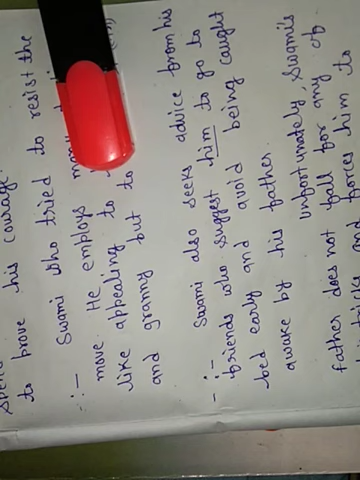 spend
to prove his courage.
-:- Swami who tried to resist the
move. He employs many
like appealing to
and granny but to
-:- Swami also seeks advice from his
friends who suggest him to go to
bed early and avoid being caught
awake by his father.
Unfortunately, Swami's
father does not fall for any of
and forces him to